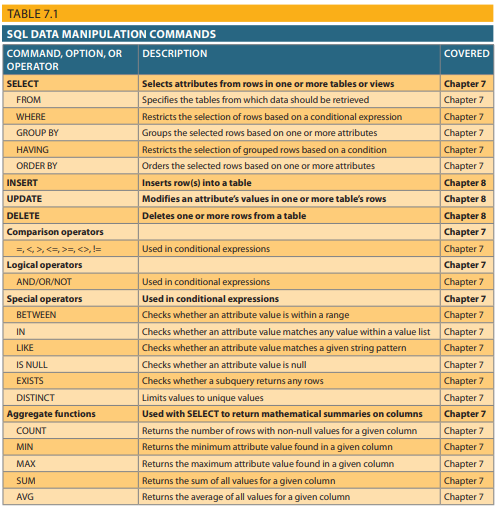 TABLE 7.1
SQL DATA MANIPULATION COMMANDS
COMMAND, OPTION, OR OPERATOR DESCRIPTION COVERED
SELECT Selects attributes from rows in one or more tables or views Chapter 7
FROM Specifies the tables from which data should be retrieved Chapter 7
WHERE Restricts the selection of rows based on a conditional expression Chapter 7
GROUP BY Groups the selected rows based on one or more attributes Chapter 7
HAVING Restricts the selection of grouped rows based on a condition Chapter 7
ORDER BY Orders the selected rows based on one or more attributes Chapter 7
INSERT Inserts row(s) into a table Chapter 8
UPDATE Modifies an attribute's values in one or more table's rows Chapter 8
DELETE Deletes one or more rows from a table Chapter 8
Comparison operators Chapter 7
=, <, >, <=, >=, <>, != Used in conditional expressions Chapter 7
Logical operators Chapter 7
AND/OR/NOT Used in conditional expressions Chapter 7
Special operators Used in conditional expressions Chapter 7
BETWEEN Checks whether an attribute value is within a range Chapter 7
IN Checks whether an attribute value matches any value within a value list Chapter 7
LIKE Checks whether an attribute value matches a given string pattern Chapter 7
IS NULL Checks whether an attribute value is null Chapter 7
EXISTS Checks whether a subquery returns any rows Chapter 7
DISTINCT Limits values to unique values Chapter 7
Aggregate functions Used with SELECT to return mathematical summaries on columns Chapter 7
COUNT Returns the number of rows with non-null values for a given column Chapter 7
MIN Returns the minimum attribute value found in a given column Chapter 7
MAX Returns the maximum attribute value found in a given column Chapter 7
SUM Returns the sum of all values for a given column Chapter 7
AVG Returns the average of all values for a given column Chapter 7